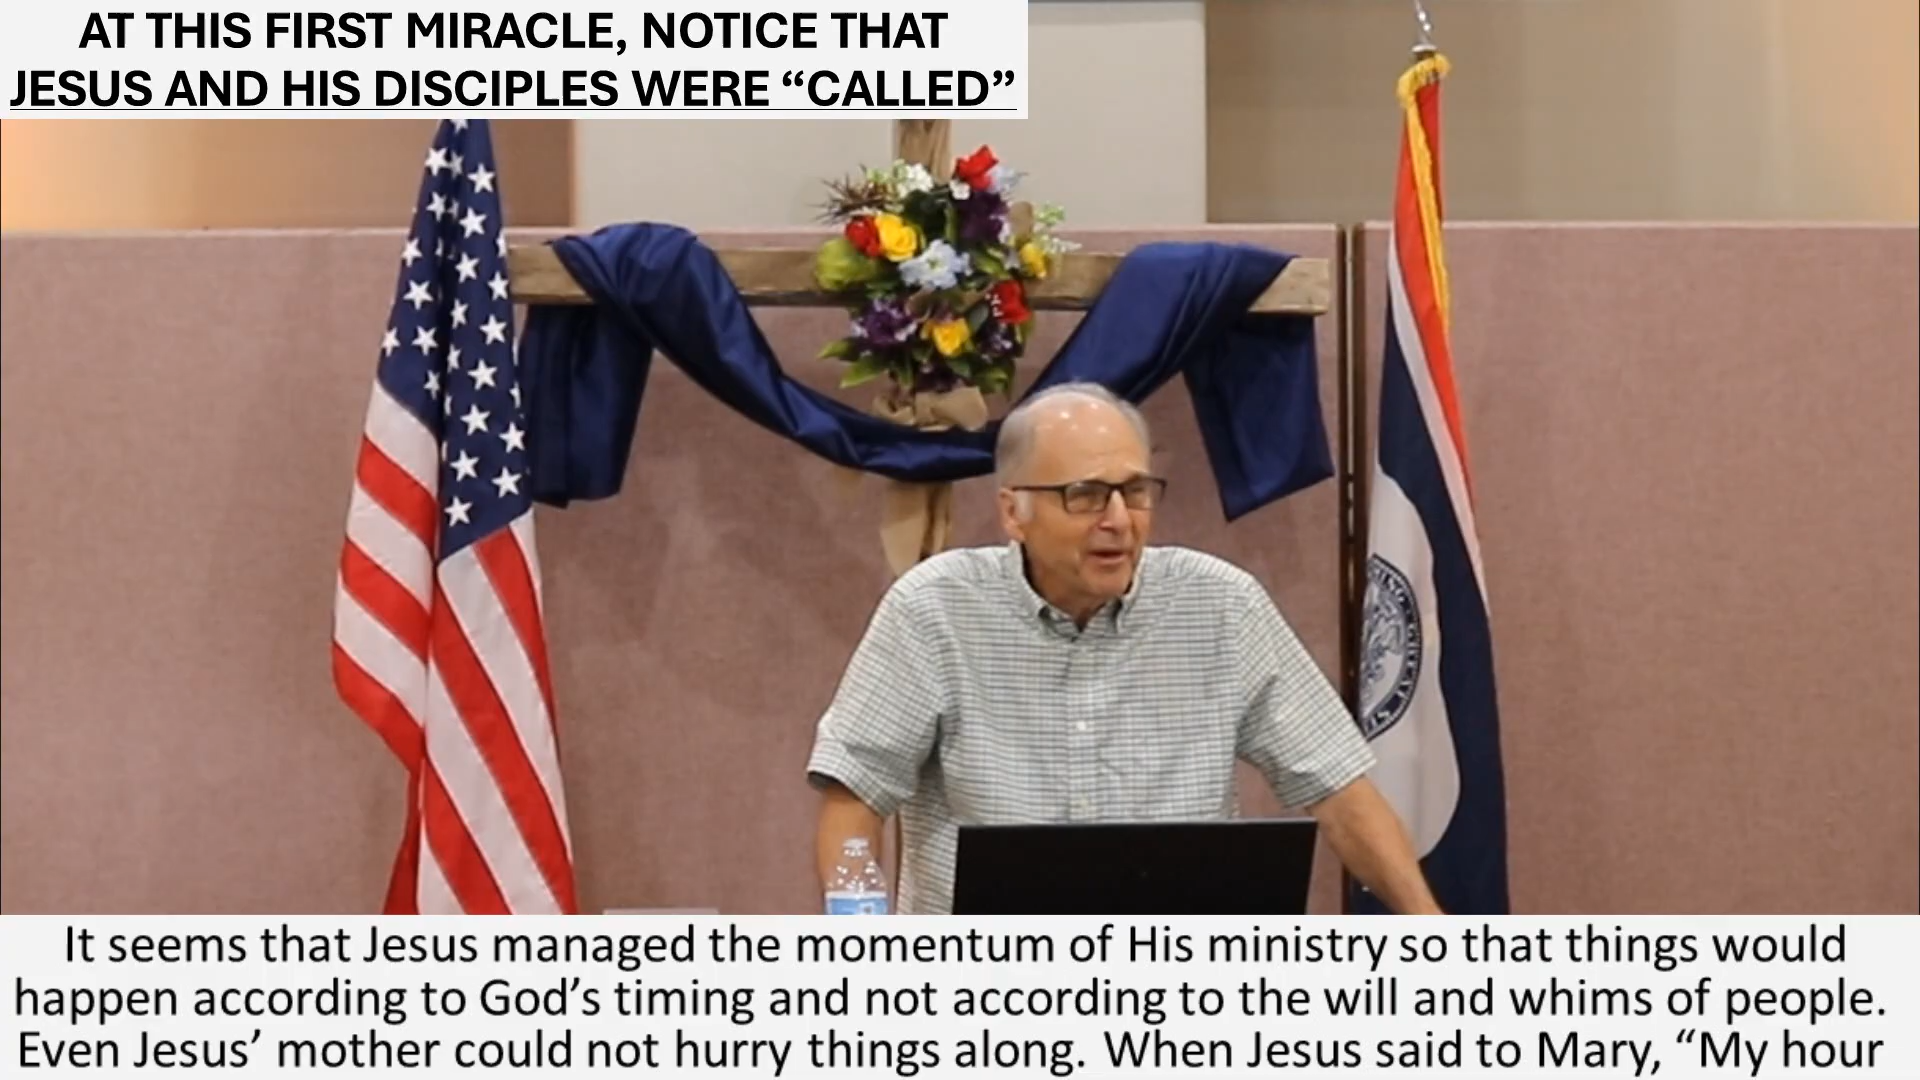 AT THIS FIRST MIRACLE, NOTICE THAT
JESUS AND HIS DISCIPLES WERE “CALLED”
It seems that Jesus managed the momentum of His ministry so that things would
happen according to God’s timing and not according to the will and whims of people.
Even Jesus’ mother could not hurry things along. When Jesus said to Mary, “My hour